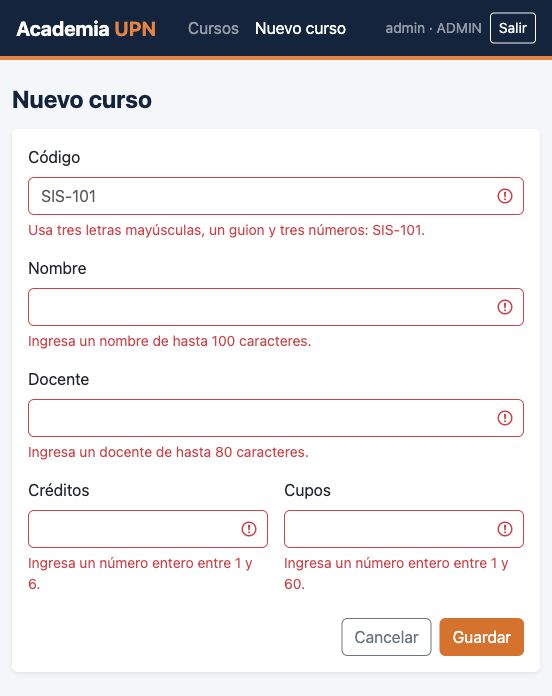 Academia UPN Cursos Nuevo curso admin · ADMIN Salir
Nuevo curso
Código
SIS-101
Usa tres letras mayúsculas, un guion y tres números: SIS-101.
Nombre
Ingresa un nombre de hasta 100 caracteres.
Docente
Ingresa un docente de hasta 80 caracteres.
Créditos
Ingresa un número entero entre 1 y
6.
Cupos
Ingresa un número entero entre 1 y
60.
Cancelar Guardar